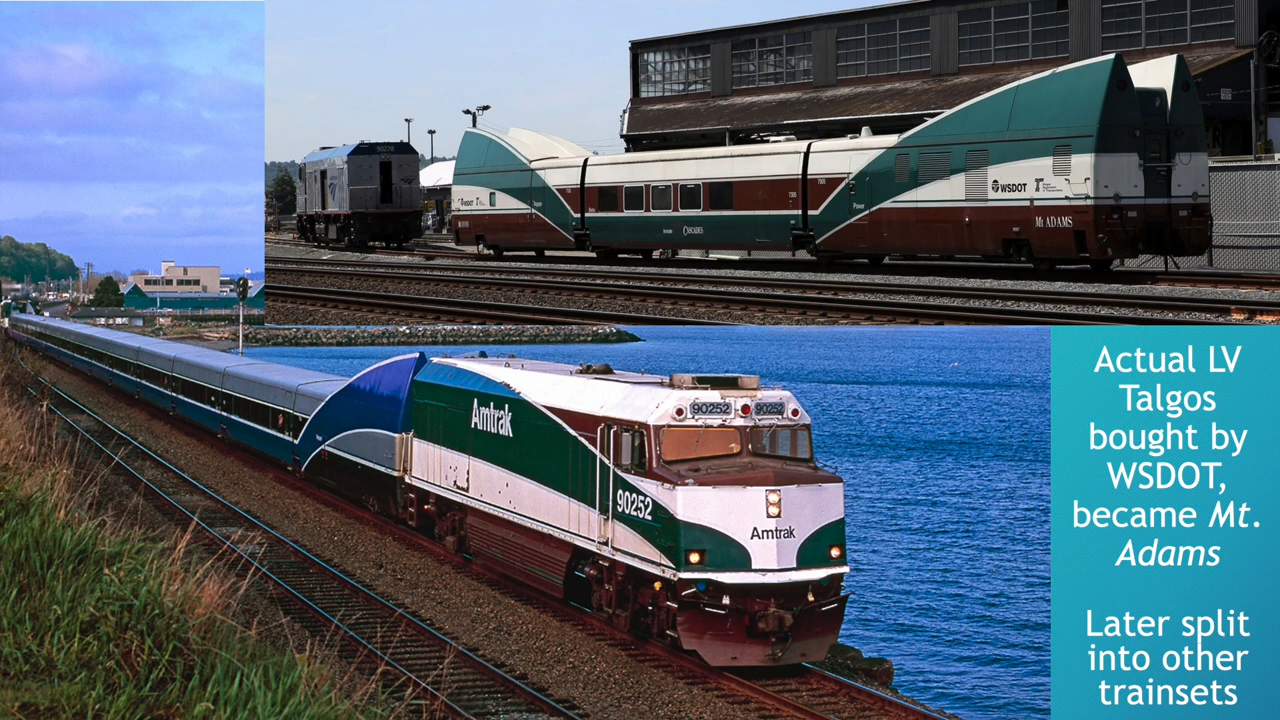 90278
WSDOT
Power
CASCADES
Mt ADAMS
WSDOT
Amtrak
90252
90252
90252
Amtrak
Actual LV
Talgos
bought by
WSDOT,
became Mt.
Adams
Later split
into other
trainsets